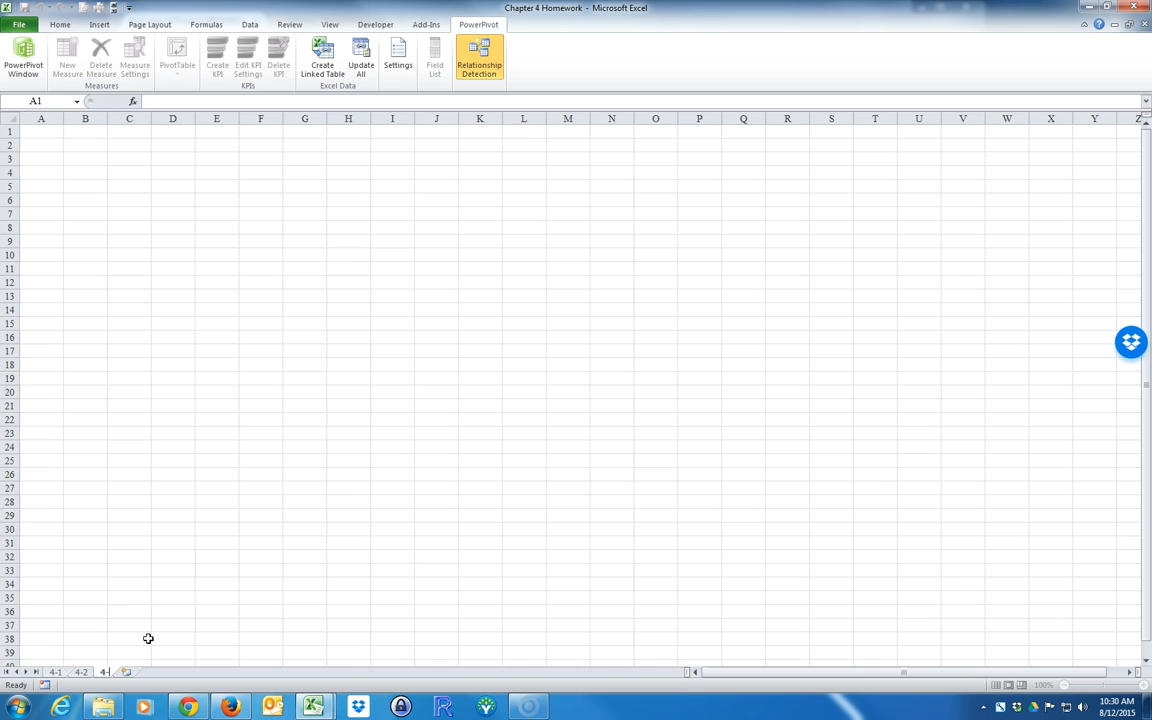 Chapter 4 Homework - Microsoft Excel
File Home Insert Page Layout Formulas Data Review View Developer Add-Ins PowerPivot
PowerPivot Window
New Measure
Delete Measure
Measure Settings
PivotTable
Create KPI
Edit KPI Settings
Delete KPI
Create Linked Table
Update All
Settings
Field List
Relationship Detection
Measures KPIs Excel Data
A1 fx
A B C D E F G H I J K L M N O P Q R S T U V W X Y Z
1
2
3
4
5
6
7
8
9
10
11
12
13
14
15
16
17
18
19
20
21
22
23
24
25
26
27
28
29
30
31
32
33
34
35
36
37
38
39
40
4-1 4-2 4-
Ready 100%
10:30 AM
8/12/2015